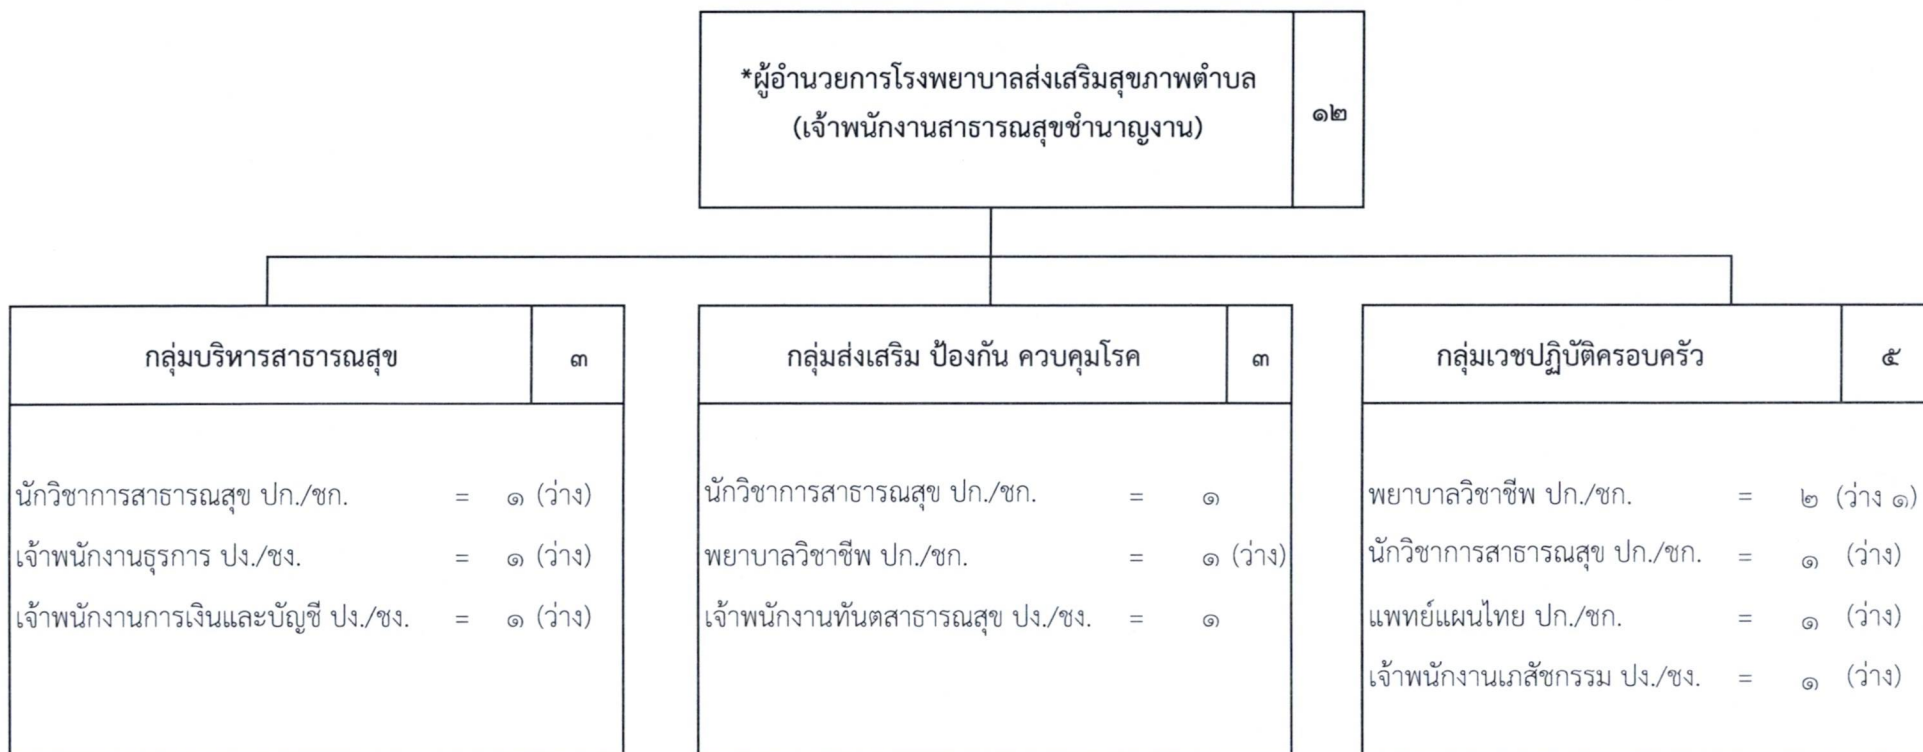 *ผู้อำนวยการโรงพยาบาลส่งเสริมสุขภาพตำบล
(เจ้าพนักงานสาธารณสุขชำนาญงาน)
๑๒
กลุ่มบริหารสาธารณสุข ๓
นักวิชาการสาธารณสุข ปก./ชก. = ๑ (ว่าง)
เจ้าพนักงานธุรการ ปง./ชง. = ๑ (ว่าง)
เจ้าพนักงานการเงินและบัญชี ปง./ชง. = ๑ (ว่าง)
กลุ่มส่งเสริม ป้องกัน ควบคุมโรค ๓
นักวิชาการสาธารณสุข ปก./ชก. = ๑
พยาบาลวิชาชีพ ปก./ชก. = ๑ (ว่าง)
เจ้าพนักงานทันตสาธารณสุข ปง./ชง. = ๑
กลุ่มเวชปฏิบัติครอบครัว ๕
พยาบาลวิชาชีพ ปก./ชก. = ๒ (ว่าง ๑)
นักวิชาการสาธารณสุข ปก./ชก. = ๑ (ว่าง)
แพทย์แผนไทย ปก./ชก. = ๑ (ว่าง)
เจ้าพนักงานเภสัชกรรม ปง./ชง. = ๑ (ว่าง)